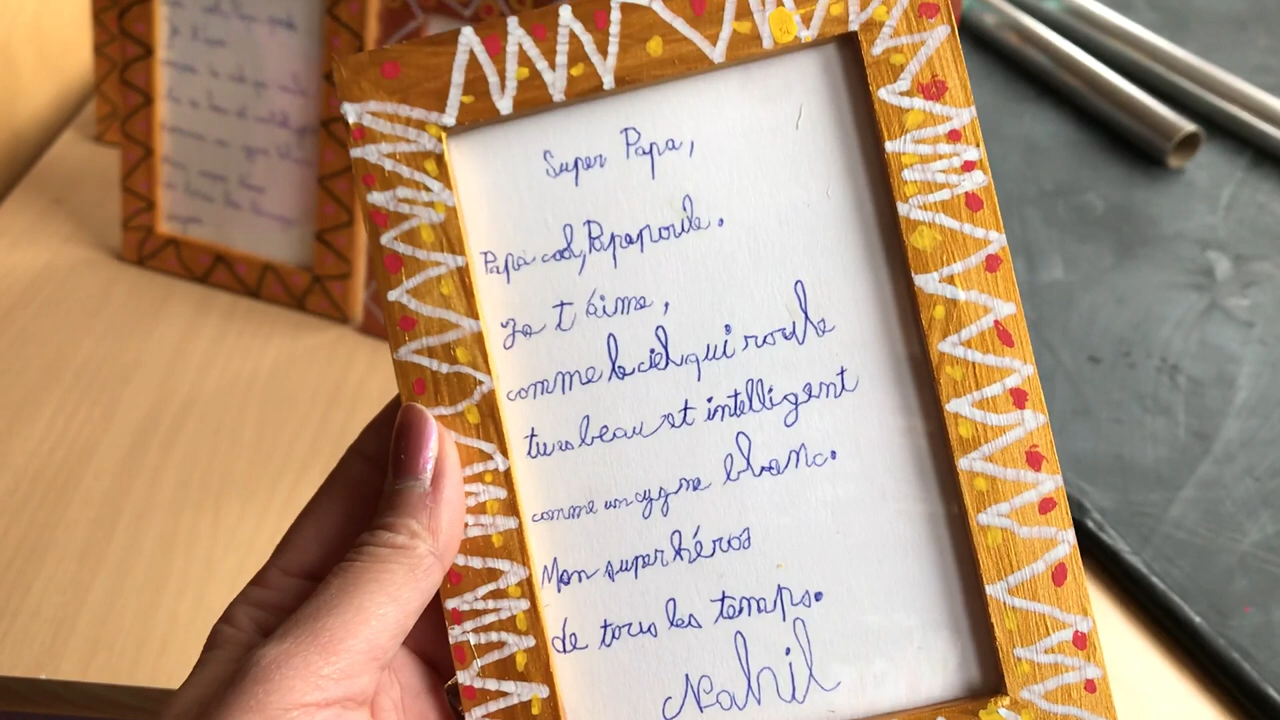 Super Papa,
Papa cool, Papapoule.
Je t'aime,
comme le ciel qui roule
tu es beau et intelligent
comme un cygne blanc.
Mon super héros
de tous les temps.
Nahil